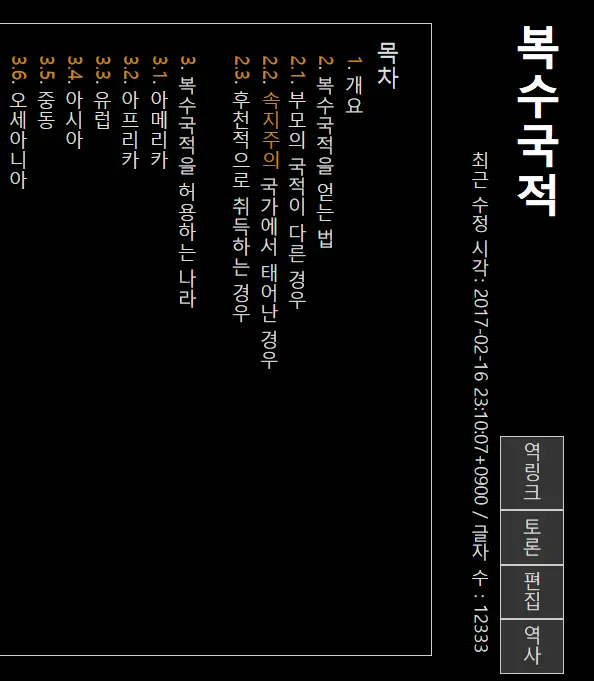 복수국적
역링크
토론
편집
역사
최근 수정 시각: 2017-02-16 23:10:07+0900 / 글자 수 : 12333
목차
1. 개요
2. 복수국적을 얻는 법
2.1. 부모의 국적이 다른 경우
2.2. 속지주의 국가에서 태어난 경우
2.3. 후천적으로 취득하는 경우
3. 복수국적을 허용하는 나라
3.1. 아메리카
3.2. 아프리카
3.3. 유럽
3.4. 아시아
3.5. 중동
3.6. 오세아니아